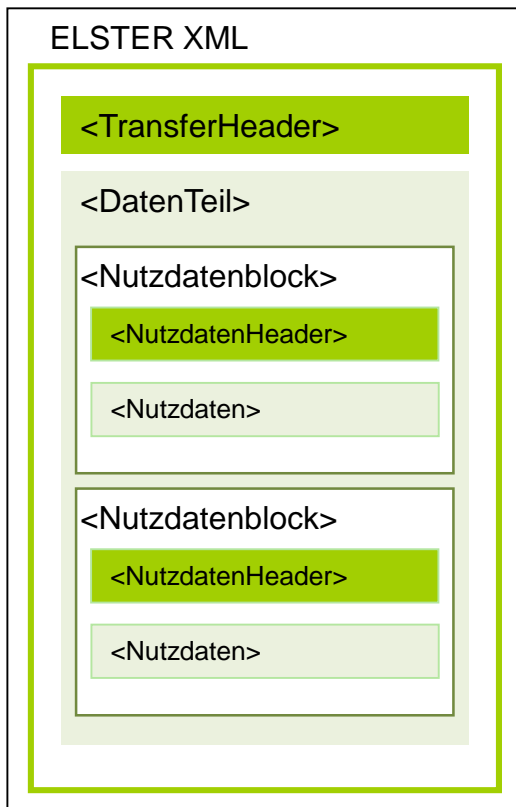 ELSTER XML
<TransferHeader>
<DatenTeil>
<Nutzdatenblock>
<NutzdatenHeader>
<Nutzdaten>
<Nutzdatenblock>
<NutzdatenHeader>
<Nutzdaten>